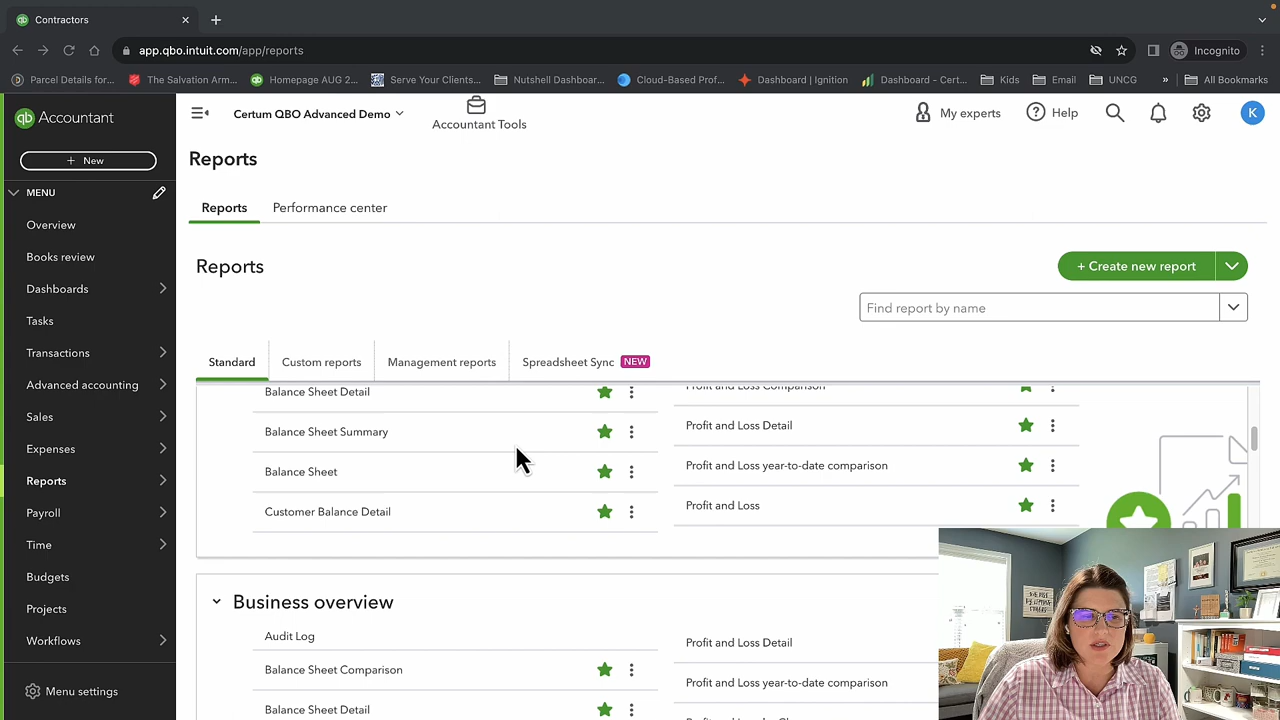 Contractors
app.qbo.intuit.com/app/reports
Incognito
Parcel Details for...
The Salvation Arm...
Homepage AUG 2...
Serve Your Clients...
Nutshell Dashboar...
Cloud-Based Prof...
Dashboard | Ignition
Dashboard - Cert...
Kids
Email
UNCG
»
All Bookmarks
qb Accountant
Certum QBO Advanced Demo
Accountant Tools
My experts
? Help
K
+ New
MENU
Overview
Books review
Dashboards
Tasks
Transactions
Advanced accounting
Sales
Expenses
Reports
Payroll
Time
Budgets
Projects
Workflows
Menu settings
Reports
Reports
Performance center
Reports
+ Create new report
Find report by name
Standard
Custom reports
Management reports
Spreadsheet Sync NEW
Balance Sheet Detail
Balance Sheet Summary
Balance Sheet
Customer Balance Detail
Profit and Loss Comparison
Profit and Loss Detail
Profit and Loss year-to-date comparison
Profit and Loss
Business overview
Audit Log
Balance Sheet Comparison
Balance Sheet Detail
Profit and Loss Detail
Profit and Loss year-to-date comparison